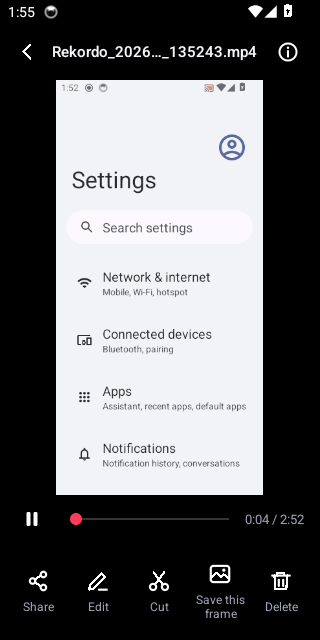 1:55
Rekordo_2026..._135243.mp4
1:52
Settings
Search settings
Network & internet
Mobile, Wi-Fi, hotspot
Connected devices
Bluetooth, pairing
Apps
Assistant, recent apps, default apps
Notifications
Notification history, conversations
0:04 / 2:52
Share
Edit
Cut
Save this
frame
Delete